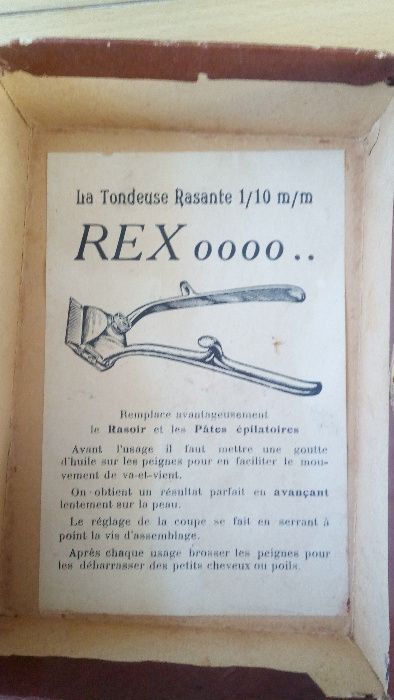 La Tondeuse Rasante 1/10 m/m
REX oooo..
Remplace avantageusement
le Rasoir et les Pâtes épilatoires
Avant l'usage il faut mettre une goutte
d'huile sur les peignes pour en faciliter le mou-
vement de va-et-vient.
On obtient un résultat parfait en avançant
lentement sur la peau.
Le réglage de la coupe se fait en serrant à
point la vis d'assemblage.
Après chaque usage brosser les peignes pour
les débarrasser des petits cheveux ou poils.